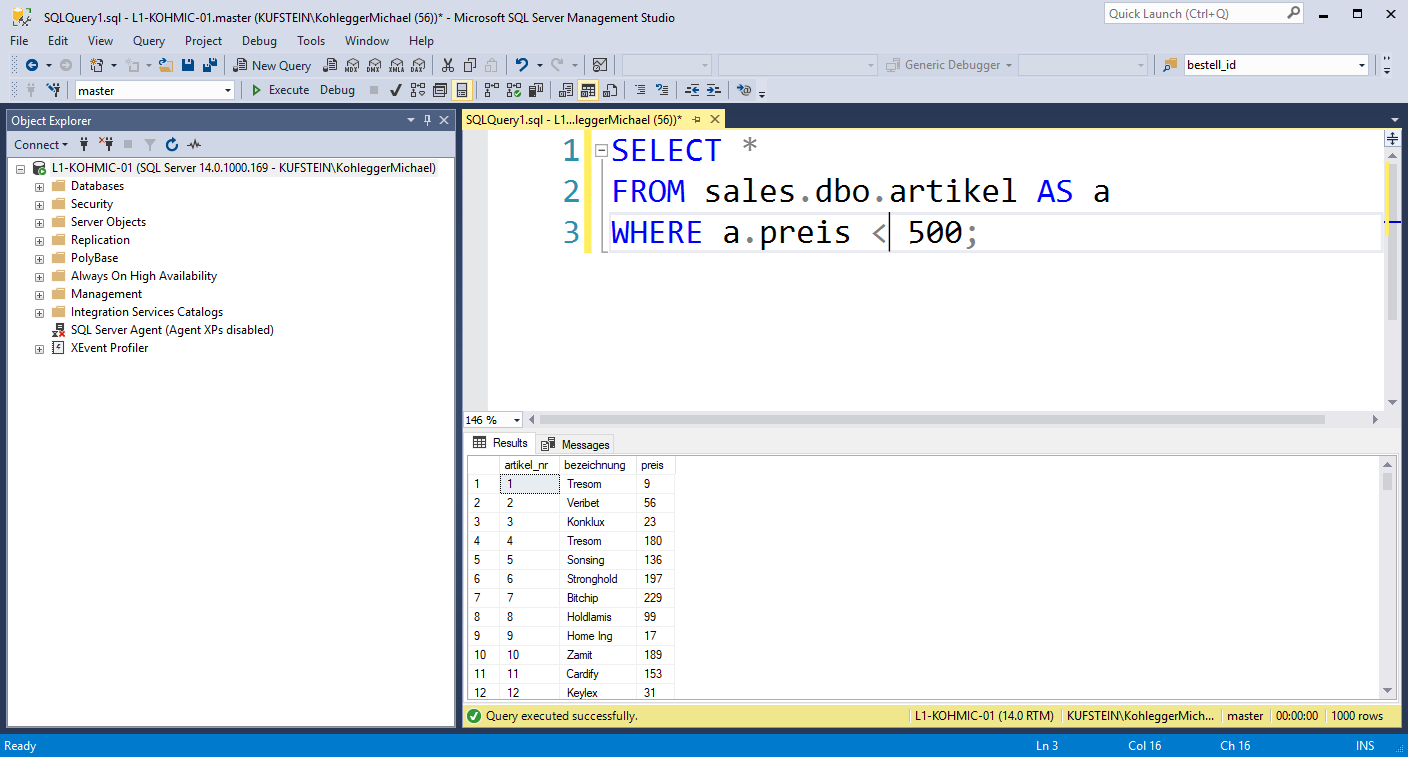 SQLQuery1.sql - L1-KOHMIC-01.master (KUFSTEIN\KohleggerMichael (56))* - Microsoft SQL Server Management Studio
Quick Launch (Ctrl+Q)
File Edit View Query Project Debug Tools Window Help
New Query MDX DMX XMLA DAX Generic Debugger bestell_id
master Execute Debug
Object Explorer
Connect
L1-KOHMIC-01 (SQL Server 14.0.1000.169 - KUFSTEIN\KohleggerMichael)
Databases
Security
Server Objects
Replication
PolyBase
Always On High Availability
Management
Integration Services Catalogs
SQL Server Agent (Agent XPs disabled)
XEvent Profiler
SQLQuery1.sql - L1...leggerMichael (56))*
1 SELECT *
2 FROM sales.dbo.artikel AS a
3 WHERE a.preis < 500;
146 %
Results Messages
artikel_nr bezeichnung preis
1 1 Tresom 9
2 2 Veribet 56
3 3 Konklux 23
4 4 Tresom 180
5 5 Sonsing 136
6 6 Stronghold 197
7 7 Bitchip 229
8 8 Holdlamis 99
9 9 Home Ing 17
10 10 Zamit 189
11 11 Cardify 153
12 12 Keylex 31
Query executed successfully. L1-KOHMIC-01 (14.0 RTM) KUFSTEIN\KohleggerMich... master 00:00:00 1000 rows
Ready Ln 3 Col 16 Ch 16 INS